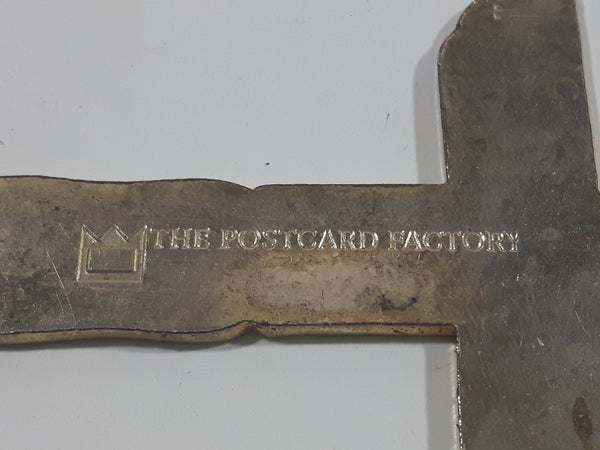 THE POSTCARD FACTORY